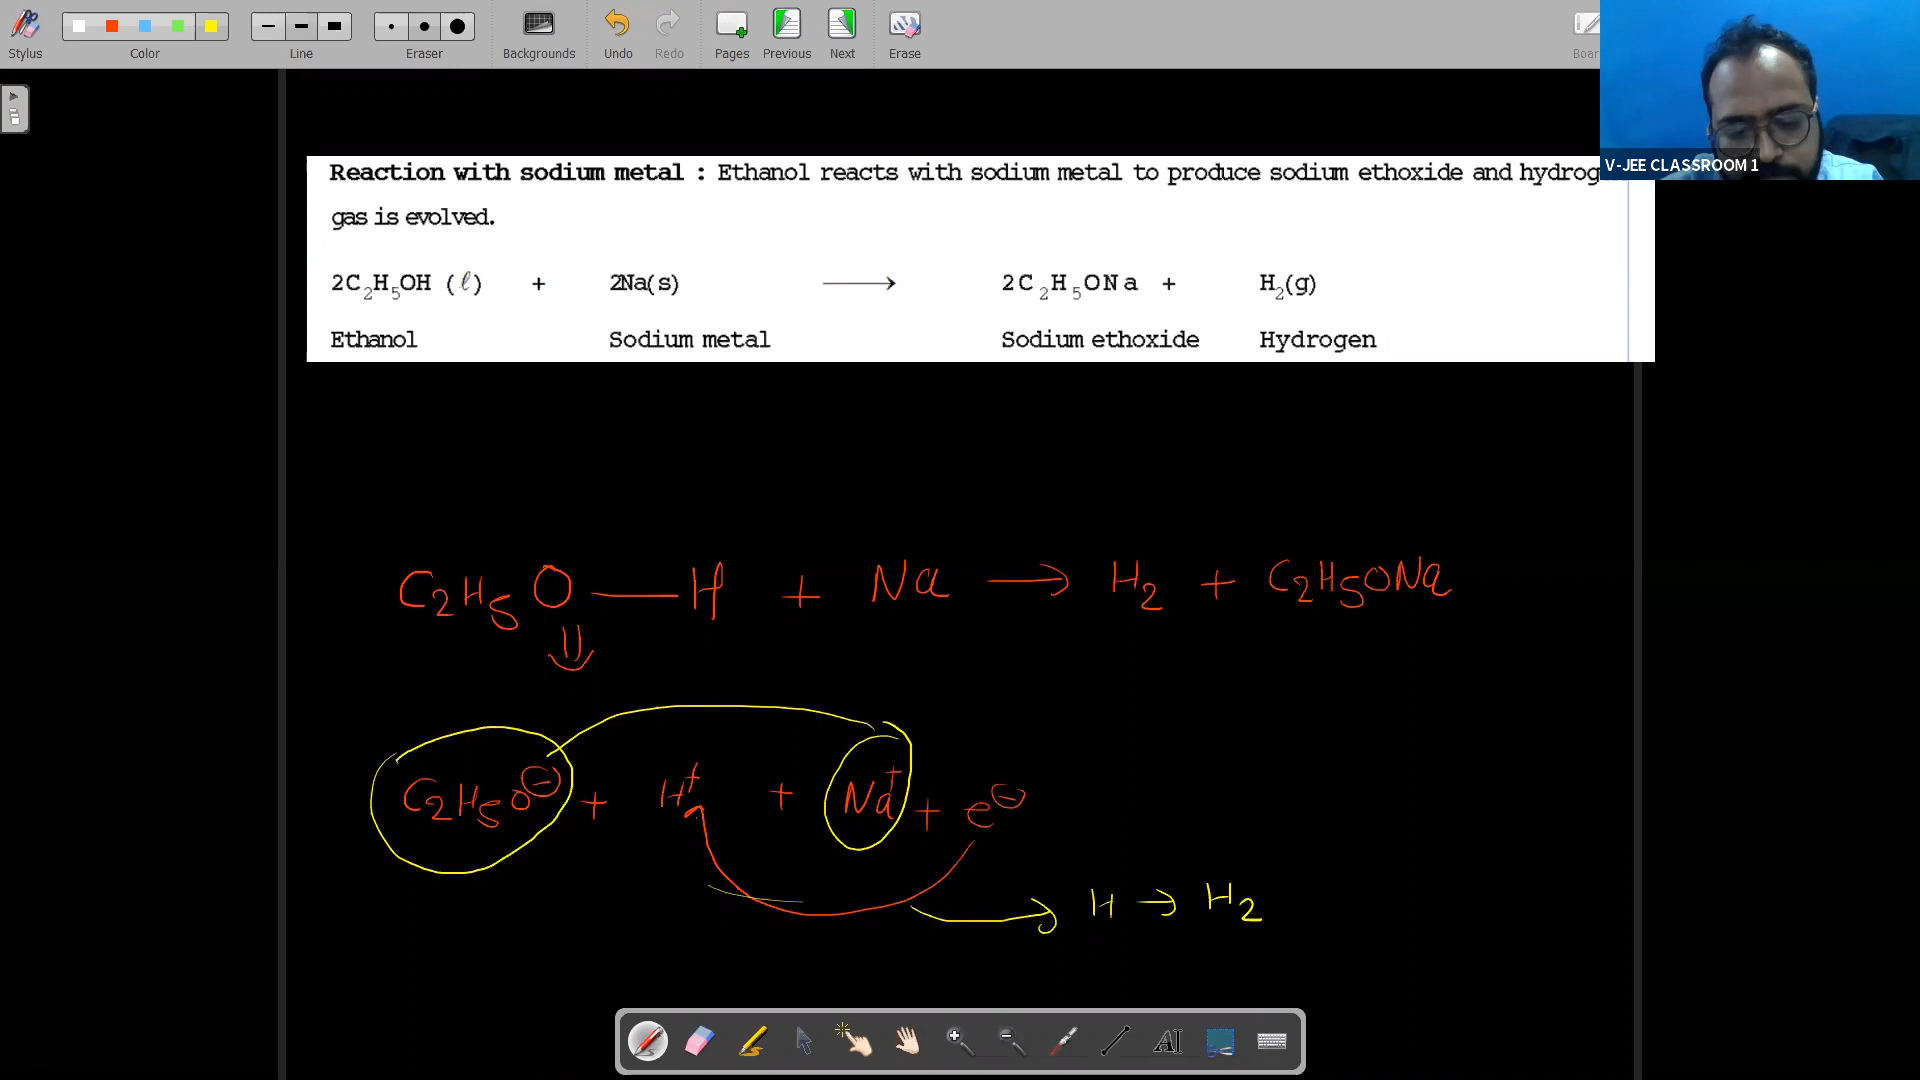 Stylus Color Line Eraser Backgrounds Undo Redo Pages Previous Next Erase Boar
V-JEE CLASSROOM 1
Reaction with sodium metal : Ethanol reacts with sodium metal to produce sodium ethoxide and hydrog
gas is evolved.
2C₂H₅OH (ℓ) + 2Na(s) ⟶ 2C₂H₅ONa + H₂(g)
Ethanol Sodium metal Sodium ethoxide Hydrogen
C₂H₅O—H + Na → H₂ + C₂H₅ONa
⇓
C₂H₅O⊖ + H⁺ + Na⁺ + e⊖
→ H → H₂